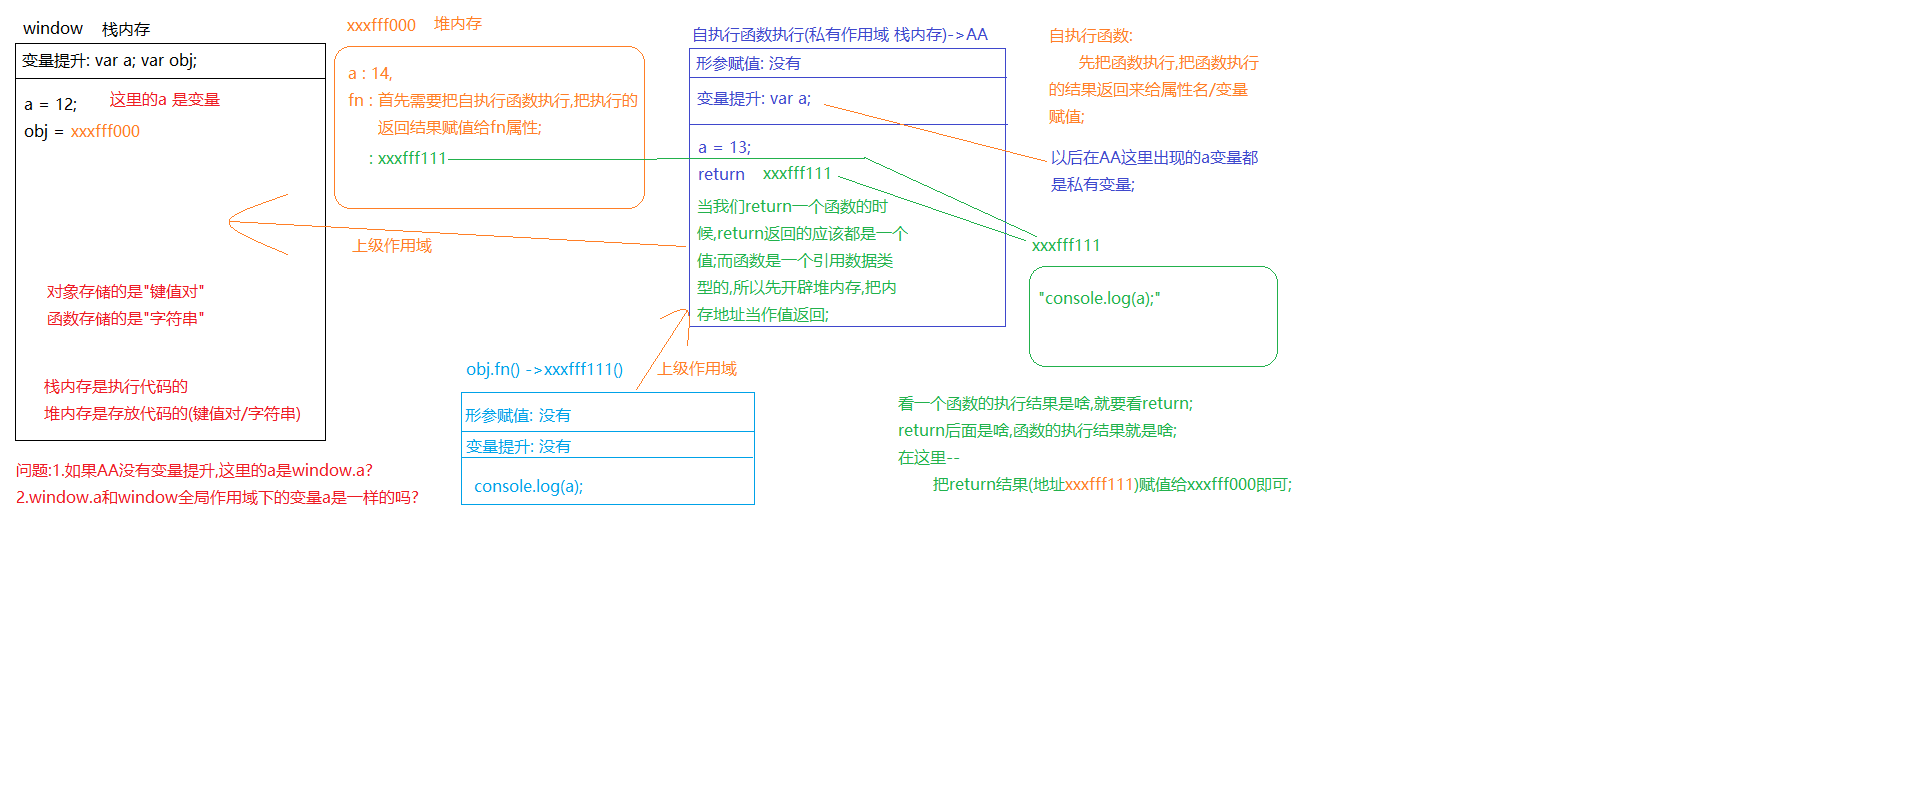 window 栈内存
变量提升: var a; var obj;
a = 12; 这里的a 是变量
obj = xxxfff000
对象存储的是"键值对"
函数存储的是"字符串"
栈内存是执行代码的
堆内存是存放代码的(键值对/字符串)
问题:1.如果AA没有变量提升,这里的a是window.a?
2.window.a和window全局作用域下的变量a是一样的吗?
xxxfff000 堆内存
a : 14,
fn : 首先需要把自执行函数执行,把执行的
返回结果赋值给fn属性;
: xxxfff111
上级作用域
自执行函数执行(私有作用域 栈内存)->AA
形参赋值: 没有
变量提升: var a;
a = 13;
return xxxfff111
当我们return一个函数的时
候,return返回的应该都是一个
值;而函数是一个引用数据类
型的,所以先开辟堆内存,把内
存地址当作值返回;
上级作用域
obj.fn() ->xxxfff111()
形参赋值: 没有
变量提升: 没有
console.log(a);
自执行函数:
先把函数执行,把函数执行
的结果返回来给属性名/变量
赋值;
以后在AA这里出现的a变量都
是私有变量;
xxxfff111
"console.log(a);"
看一个函数的执行结果是啥,就要看return;
return后面是啥,函数的执行结果就是啥;
在这里--
把return结果(地址xxxfff111)赋值给xxxfff000即可;